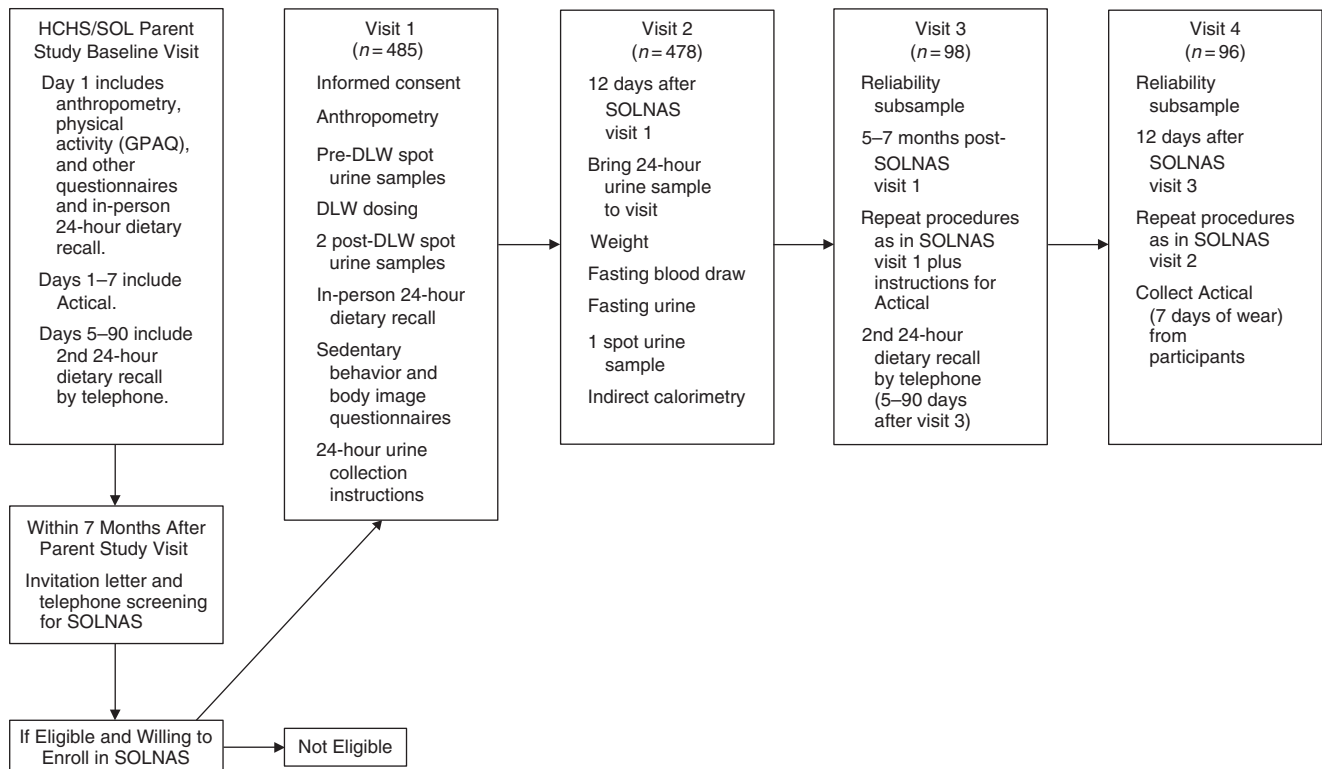 HCHS/SOL Parent
Study Baseline Visit
Day 1 includes
anthropometry,
physical
activity (GPAQ),
and other
questionnaires
and in-person
24-hour dietary
recall.
Days 1–7 include
Actical.
Days 5–90 include
2nd 24-hour
dietary recall
by telephone.
Within 7 Months After
Parent Study Visit
Invitation letter and
telephone screening
for SOLNAS
If Eligible and Willing to
Enroll in SOLNAS
Not Eligible
Visit 1
(n = 485)
Informed consent
Anthropometry
Pre-DLW spot
urine samples
DLW dosing
2 post-DLW spot
urine samples
In-person 24-hour
dietary recall
Sedentary
behavior and
body image
questionnaires
24-hour urine
collection
instructions
Visit 2
(n = 478)
12 days after
SOLNAS
visit 1
Bring 24-hour
urine sample
to visit
Weight
Fasting blood draw
Fasting urine
1 spot urine
sample
Indirect calorimetry
Visit 3
(n = 98)
Reliability
subsample
5–7 months post-
SOLNAS
visit 1
Repeat procedures
as in SOLNAS
visit 1 plus
instructions for
Actical
2nd 24-hour
dietary recall
by telephone
(5–90 days
after visit 3)
Visit 4
(n = 96)
Reliability
subsample
12 days after
SOLNAS
visit 3
Repeat procedures
as in SOLNAS
visit 2
Collect Actical
(7 days of wear)
from
participants